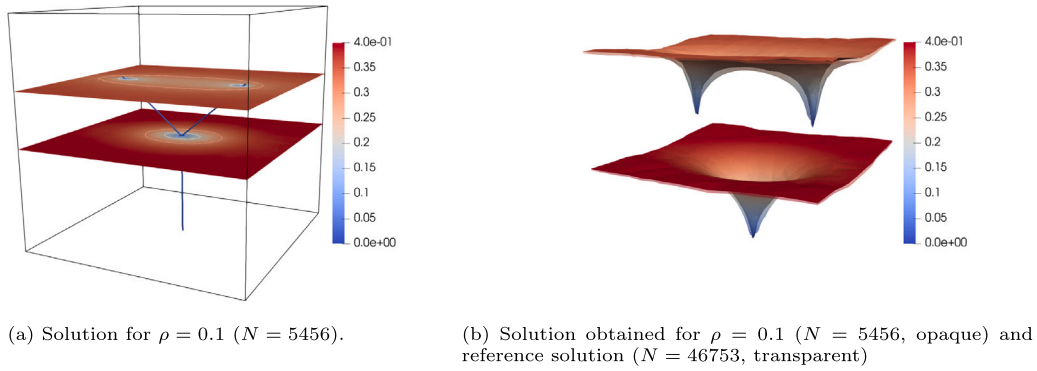 4.0e-01
0.35
0.3
0.25
0.2
0.15
0.1
0.05
0.0e+00
4.0e-01
0.35
0.3
0.25
0.2
0.15
0.1
0.05
0.0e+00
(a) Solution for ρ = 0.1 (N = 5456).
(b) Solution obtained for ρ = 0.1 (N = 5456, opaque) and
reference solution (N = 46753, transparent)